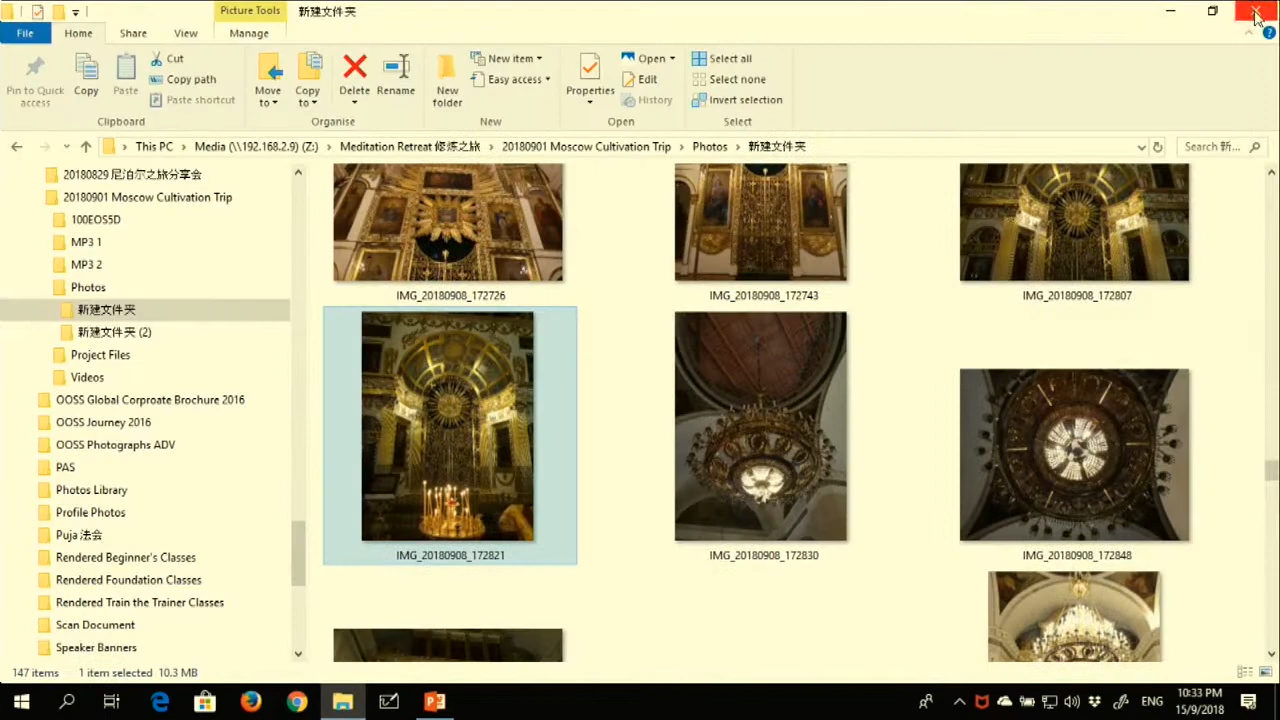 Picture Tools
新建文件夹
File
Home
Share
View
Manage
Pin to Quick access
Copy
Paste
Cut
Copy path
Paste shortcut
Clipboard
Move to
Copy to
Delete
Rename
Organise
New folder
New item
Easy access
New
Properties
Open
Edit
History
Open
Select all
Select none
Invert selection
Select
This PC
Media (\\192.168.2.9) (Z:)
Meditation Retreat 修炼之旅
20180901 Moscow Cultivation Trip
Photos
新建文件夹
Search 新...
20180829 尼泊尔之旅分享会
20180901 Moscow Cultivation Trip
100EOS5D
MP3 1
MP3 2
Photos
新建文件夹
新建文件夹 (2)
Project Files
Videos
OOSS Global Corproate Brochure 2016
OOSS Journey 2016
OOSS Photographs ADV
PAS
Photos Library
Profile Photos
Puja 法会
Rendered Beginner's Classes
Rendered Foundation Classes
Rendered Train the Trainer Classes
Scan Document
Speaker Banners
IMG_20180908_172726
IMG_20180908_172743
IMG_20180908_172807
IMG_20180908_172821
IMG_20180908_172830
IMG_20180908_172848
147 items
1 item selected 10.3 MB
ENG
10:33 PM
15/9/2018